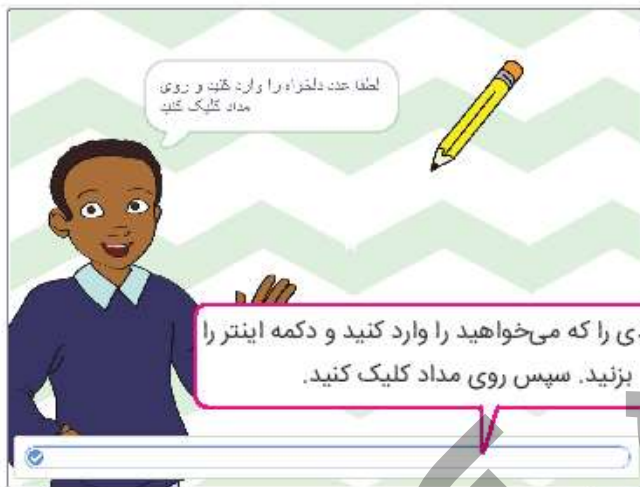 لطفا عدد دلخواه را وارد کنید و روی
مداد کلیک کنید
دی را که می‌خواهید را وارد کنید و دکمه اینتر را
بزنید. سپس روی مداد کلیک کنید.